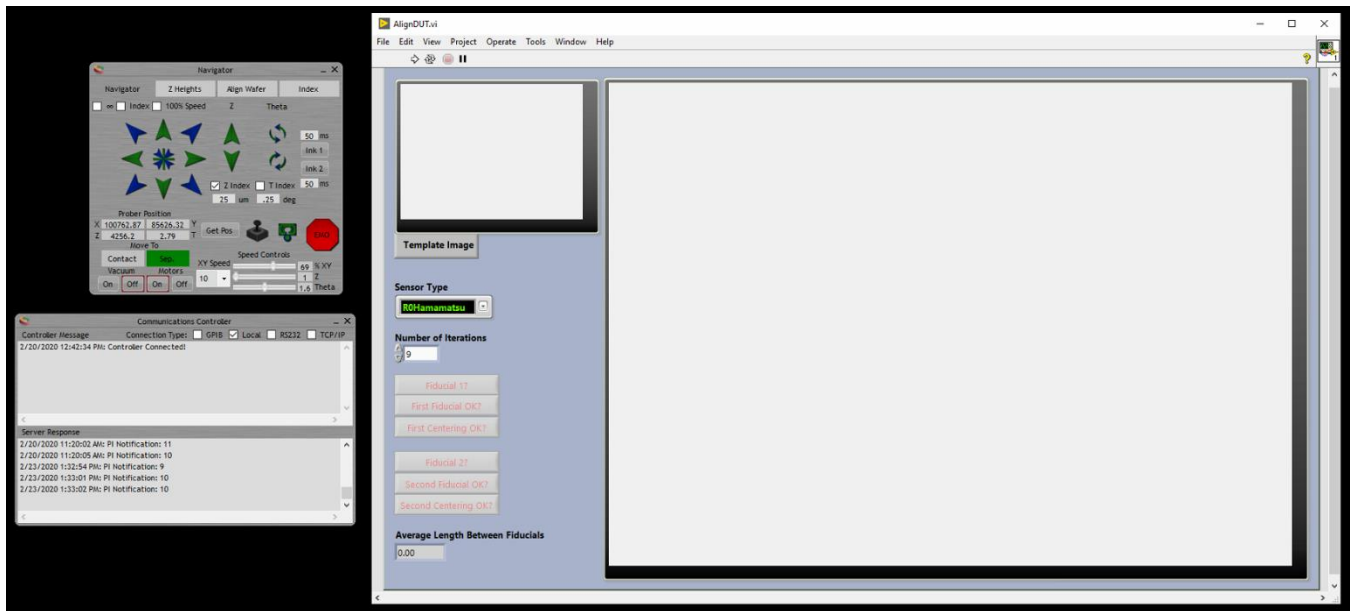 Navigator
Navigator Z Heights Align Wafer Index
∞ Index 100% Speed Z Theta
50 ms
Ink 1
Ink 2
Z Index T Index 50 ms
25 um .25 deg
Prober Position
X 100762.87 85626.32 Y
Z 4256.2 2.79 T
Get Pos
END
Move To
Contact Sep.
Speed Controls
XY Speed
69 % XY
Vacuum Motors
10
1 Z
On Off On Off
1.6 Theta
Communications Controller
Controller Message Connection Type: GPIB Local RS232 TCP/IP
2/20/2020 12:42:34 PM: Controller Connected!
Server Response
2/20/2020 11:20:02 AM: PI Notification: 11
2/20/2020 11:20:05 AM: PI Notification: 10
2/23/2020 1:32:54 PM: PI Notification: 9
2/23/2020 1:33:01 PM: PI Notification: 10
2/23/2020 1:33:02 PM: PI Notification: 10
AlignDUT.vi
File Edit View Project Operate Tools Window Help
Template Image
Sensor Type
R0Hamamatsu
Number of Iterations
9
Fiducial 1?
First Fiducial OK?
First Centering OK?
Fiducial 2?
Second Fiducial OK?
Second Centering OK?
Average Length Between Fiducials
0.00